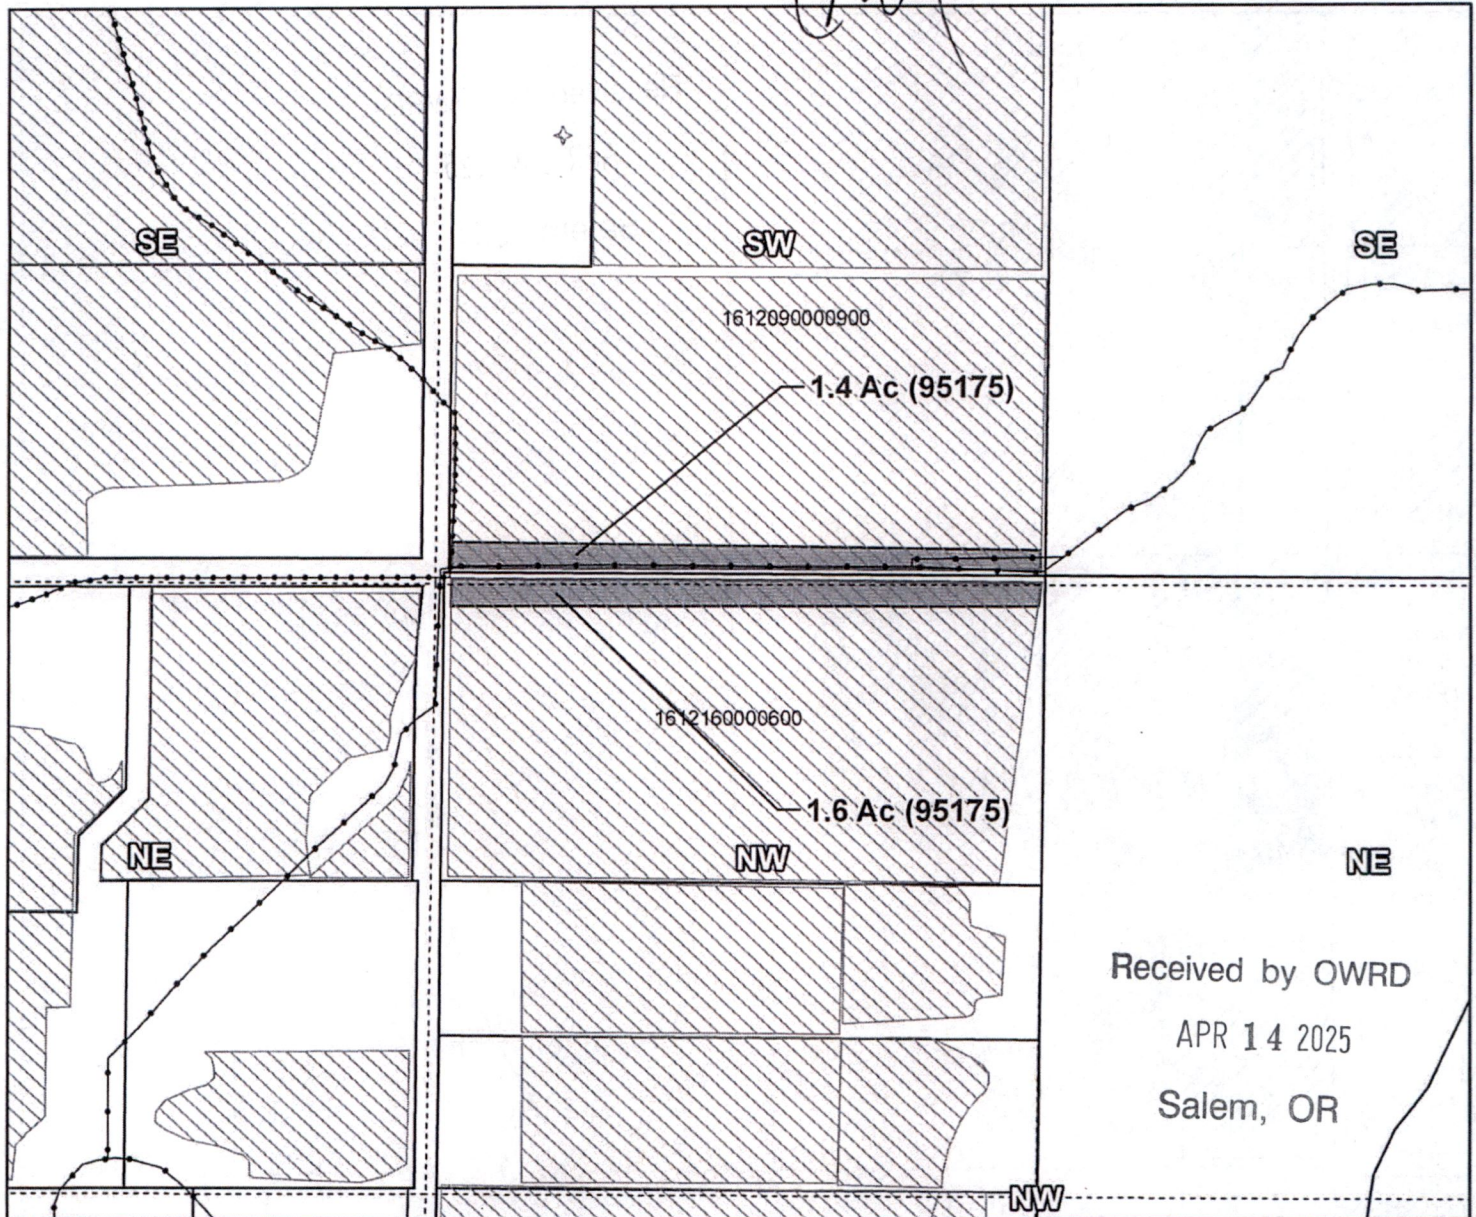 SE
SW
SE
1612090000900
1.4 Ac (95175)
1612160000600
1.6 Ac (95175)
NE
NW
NE
Received by OWRD
APR 14 2025
Salem, OR
NW